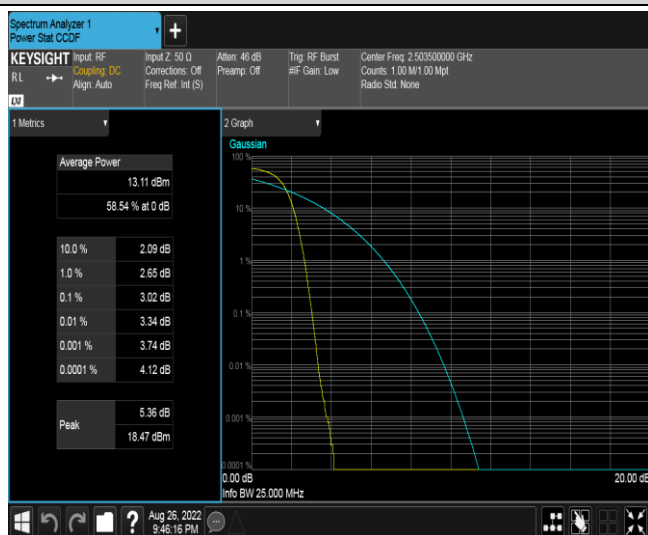 Spectrum Analyzer 1
Power Stat CCDF
KEYSIGHT
RL
LXI
Input: RF
Coupling: DC
Align: Auto
Input Z: 50 Ω
Corrections: Off
Freq Ref: Int (S)
Atten: 46 dB
Preamp: Off
Trig: RF Burst
#IF Gain: Low
Center Freq: 2.503500000 GHz
Counts: 1.00 M/1.00 Mpt
Radio Std: None
1 Metrics
Average Power
13.11 dBm
58.54 % at 0 dB
10.0 % 2.09 dB
1.0 % 2.65 dB
0.1 % 3.02 dB
0.01 % 3.34 dB
0.001 % 3.74 dB
0.0001 % 4.12 dB
Peak
5.36 dB
18.47 dBm
2 Graph
Gaussian
100 %
10 %
1 %
0.1 %
0.01 %
0.001 %
0.0001 %
0.00 dB 20.00 dB
Info BW 25.000 MHz
?
Aug 26, 2022
9:46:16 PM